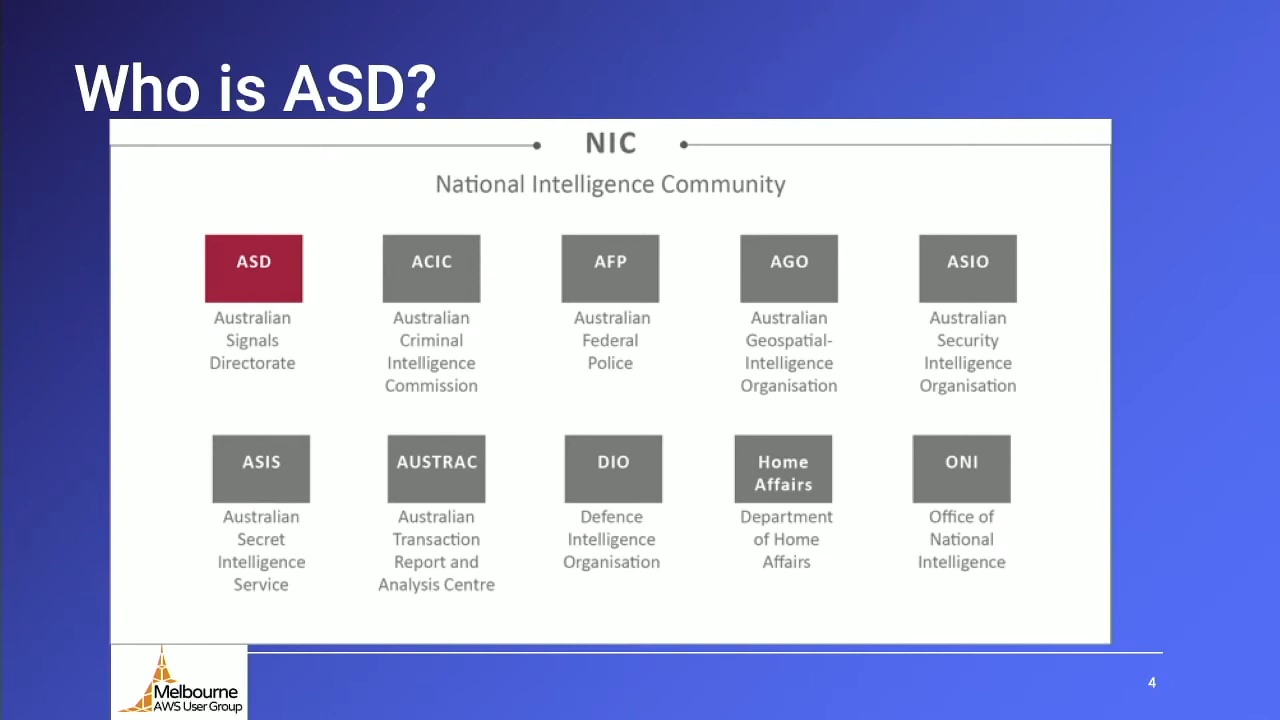 Who is ASD?
NIC
National Intelligence Community
ASD
Australian
Signals
Directorate
ACIC
Australian
Criminal
Intelligence
Commission
AFP
Australian
Federal
Police
AGO
Australian
Geospatial-
Intelligence
Organisation
ASIO
Australian
Security
Intelligence
Organisation
ASIS
Australian
Secret
Intelligence
Service
AUSTRAC
Australian
Transaction
Report and
Analysis Centre
DIO
Defence
Intelligence
Organisation
Home
Affairs
Department
of Home
Affairs
ONI
Office of
National
Intelligence
Melbourne
AWS User Group
4